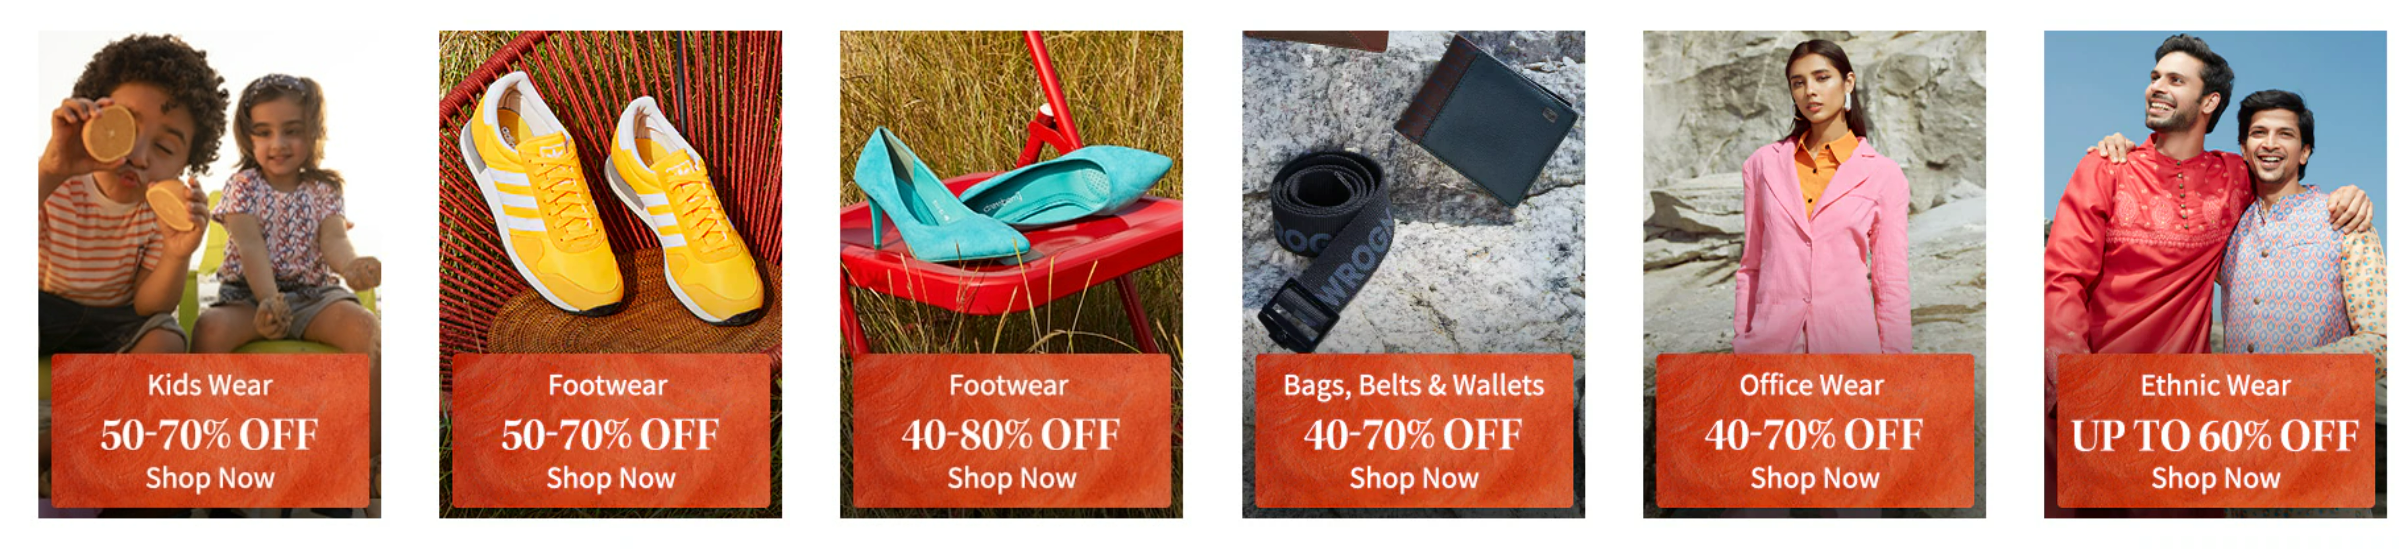 Kids Wear
50-70% OFF
Shop Now
Footwear
50-70% OFF
Shop Now
Footwear
40-80% OFF
Shop Now
WROGN
Bags, Belts & Wallets
40-70% OFF
Shop Now
Office Wear
40-70% OFF
Shop Now
Ethnic Wear
UP TO 60% OFF
Shop Now